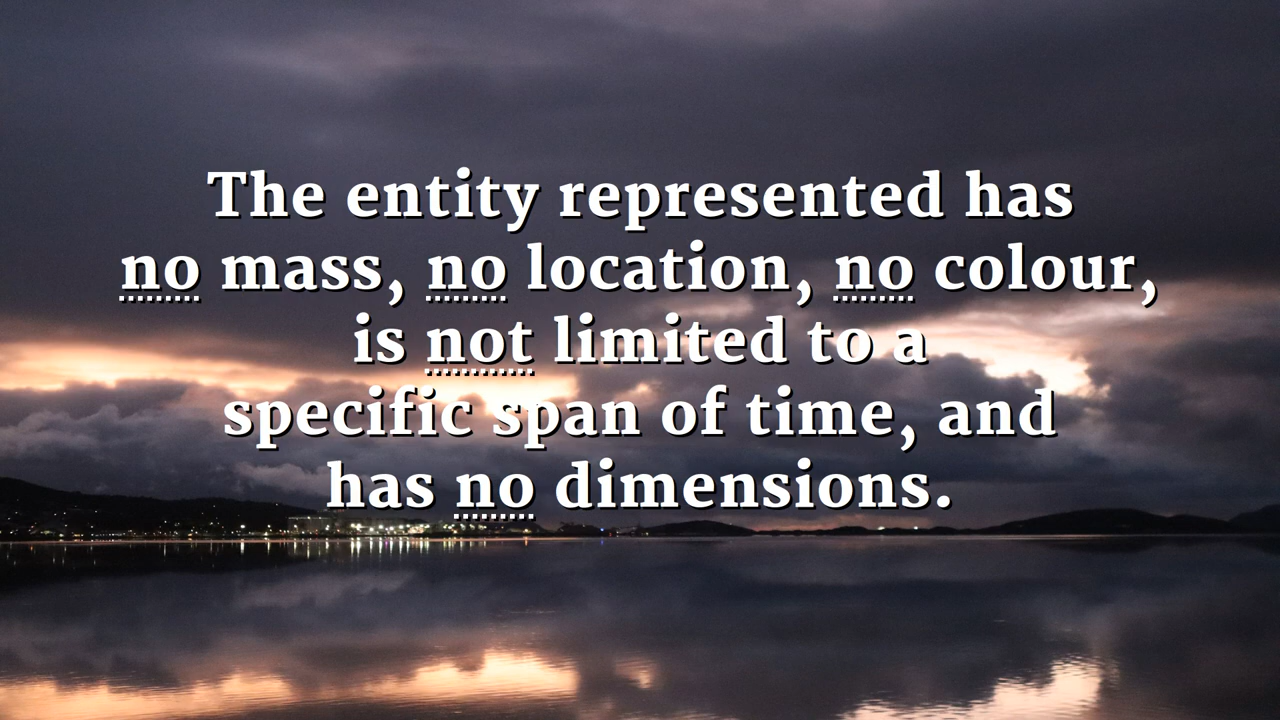 The entity represented has
no mass, no location, no colour,
is not limited to a
specific span of time, and
has no dimensions.